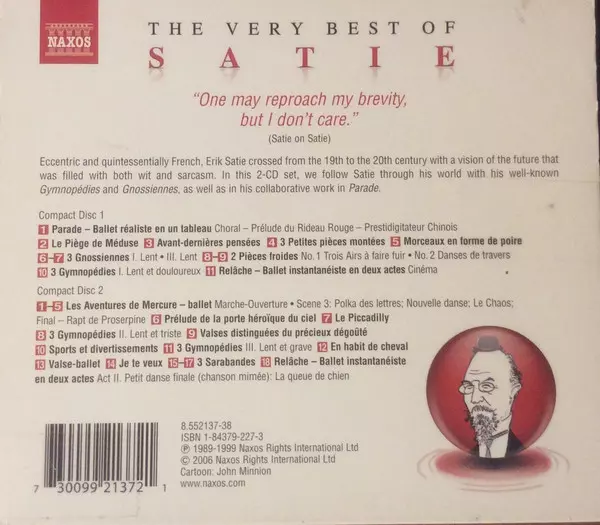 NAXOS
THE VERY BEST OF
SATIE
“One may reproach my brevity,
but I don’t care.”
(Satie on Satie)
Eccentric and quintessentially French, Erik Satie crossed from the 19th to the 20th century with a vision of the future that
was filled with both wit and sarcasm. In this 2-CD set, we follow Satie through his world with his well-known
Gymnopédies and Gnossiennes, as well as in his collaborative work in Parade.
Compact Disc 1
1 Parade – Ballet réaliste en un tableau Choral – Prélude du Rideau Rouge – Prestidigitateur Chinois
2 Le Piège de Méduse 3 Avant-dernières pensées 4 3 Petites pièces montées 5 Morceaux en forme de poire
6–7 3 Gnossiennes I. Lent • III. Lent 8–9 2 Pièces froides No. 1 Trois Airs à faire fuir • No. 2 Danses de travers
10 3 Gymnopédies I. Lent et douloureux 11 Relâche – Ballet instantanéiste en deux actes Cinéma
Compact Disc 2
1–5 Les Aventures de Mercure – ballet Marche-Ouverture • Scene 3: Polka des lettres; Nouvelle danse; Le Chaos;
Final – Rapt de Proserpine 6 Prélude de la porte héroïque du ciel 7 Le Piccadilly
8 3 Gymnopédies II. Lent et triste 9 Valses distinguées du précieux dégoûté
10 Sports et divertissements 11 3 Gymnopédies III. Lent et grave 12 En habit de cheval
13 Valse-ballet 14 Je te veux 15–17 3 Sarabandes 18 Relâche – Ballet instantanéiste
en deux actes Act II. Petit danse finale (chanson mimée): La queue de chien
8.552137-38
ISBN 1-84379-227-3
℗ 1989-1999 Naxos Rights International Ltd
© 2006 Naxos Rights International Ltd
Cartoon: John Minnion
www.naxos.com
7 30099 21372 1